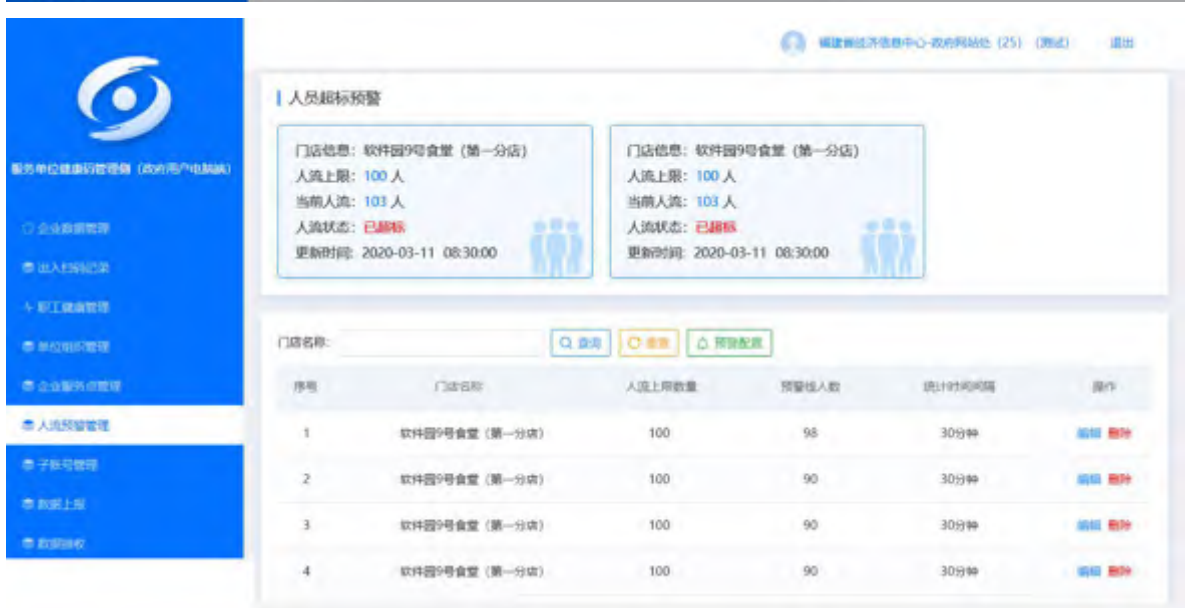 福建省经济信息中心-政府网站处 (25) (测试) 退出
人员超标预警
门店信息: 软件园9号食堂 (第一分店)
人流上限: 100 人
当前人流: 103 人
人流状态: 已超标
更新时间: 2020-03-11 08:30:00
门店信息: 软件园9号食堂 (第一分店)
人流上限: 100 人
当前人流: 103 人
人流状态: 已超标
更新时间: 2020-03-11 08:30:00
服务单位健康码管理侧 (政府用户电脑端)
企业数据管理
出入扫码记录
职工健康管理
单位组织管理
企业服务点管理
人流预警管理
子账号管理
数据上报
数据接收
门店名称: 查询 重置 预警配置
序号 门店名称 人流上限数量 预警线人数 统计时间间隔 操作
1 软件园9号食堂 (第一分店) 100 98 30分钟 编辑 删除
2 软件园9号食堂 (第一分店) 100 90 30分钟 编辑 删除
3 软件园9号食堂 (第一分店) 100 90 30分钟 编辑 删除
4 软件园9号食堂 (第一分店) 100 90 30分钟 编辑 删除